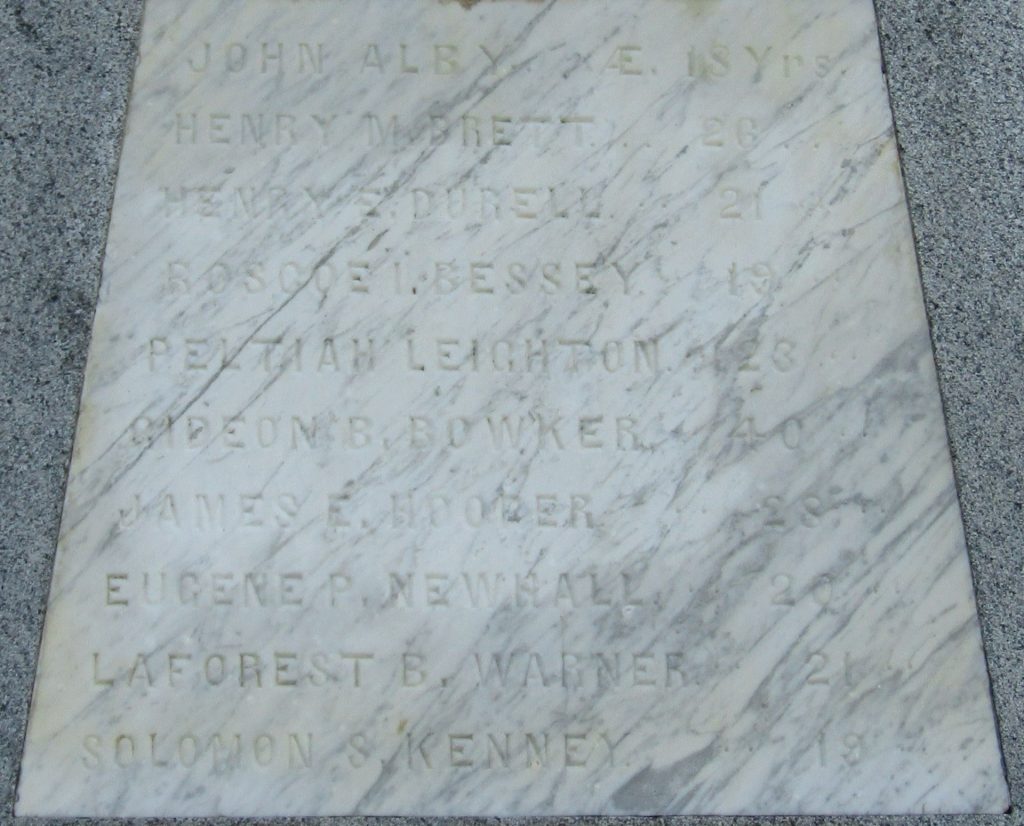 JOHN ALBY. Æ. 18 Yrs.
HENRY M. BRETT. .. 26 ..
HENRY E. DURELL. .. 21 ..
ROSCOE I. BESSEY. .. 19 ..
PELTIAH LEIGHTON. .. 23 ..
GIDEON B. BOWKER. .. 40 ..
JAMES E. HOOPER. .. 28 ..
EUGENE P. NEWHALL. .. 20 ..
LAFOREST B. WARNER. .. 21 ..
SOLOMON S. KENNEY. .. 19 ..